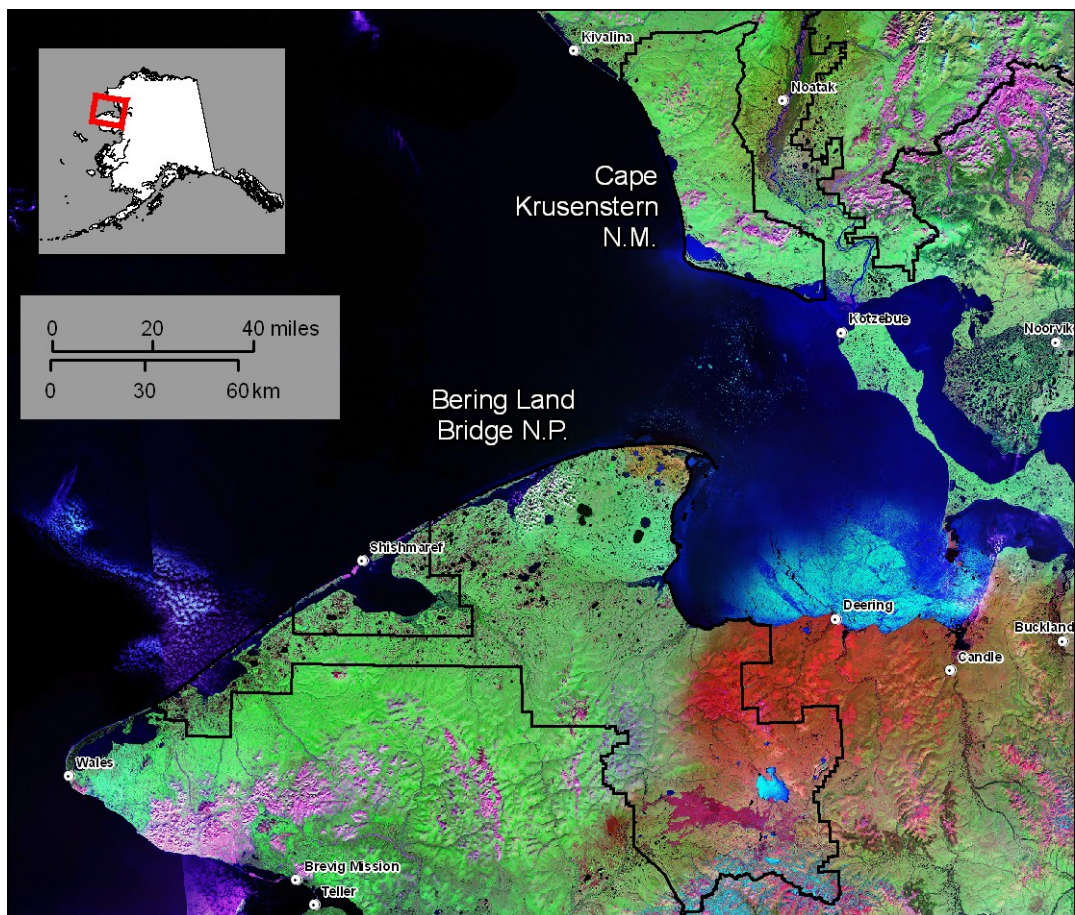 Kivalina
Noatak
Cape
Krusenstern
N.M.
0 20 40 miles
0 30 60 km
Kotzebue
Noorvik
Bering Land
Bridge N.P.
Shishmaref
Deering
Buckland
Candle
Wales
Brevig Mission
Teller